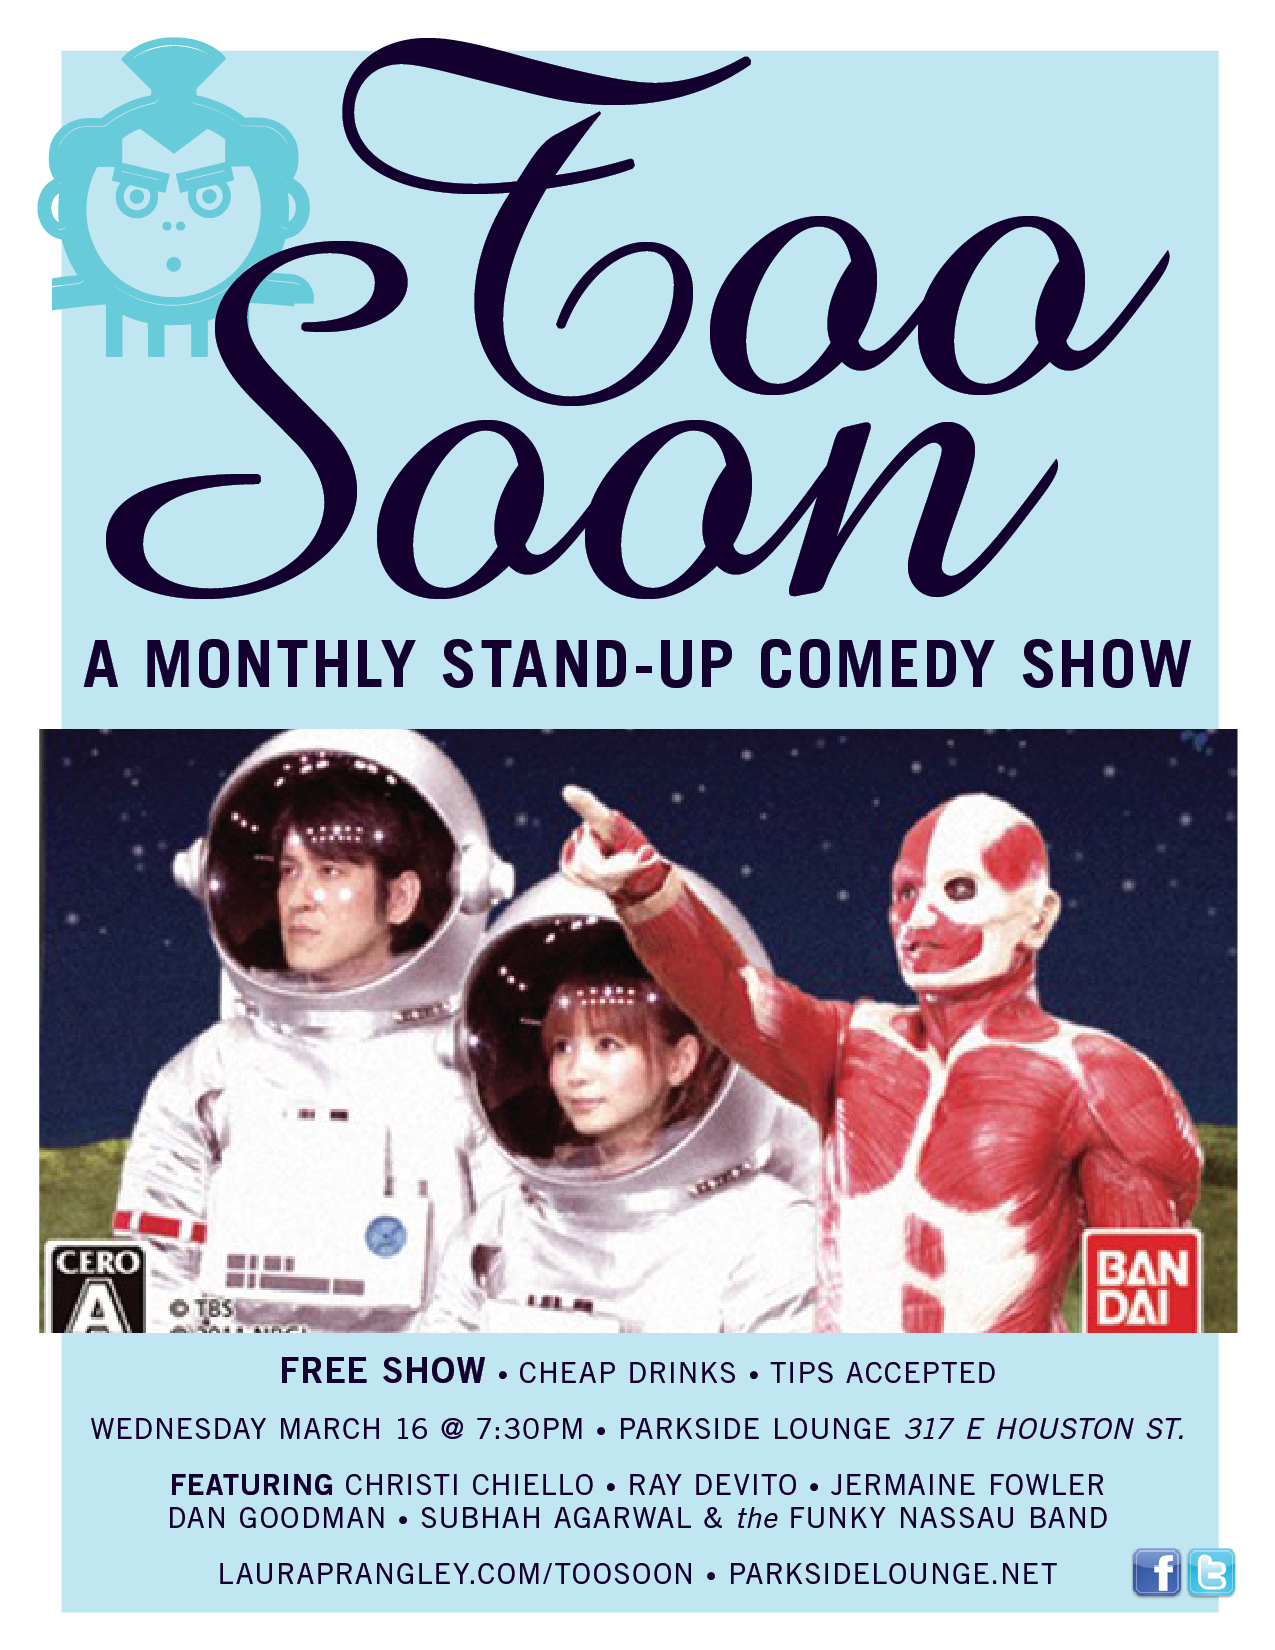 Too
Soon
A MONTHLY STAND-UP COMEDY SHOW
CERO
A
© TBS
BAN
DAI
FREE SHOW • CHEAP DRINKS • TIPS ACCEPTED
WEDNESDAY MARCH 16 @ 7:30PM • PARKSIDE LOUNGE 317 E HOUSTON ST.
FEATURING CHRISTI CHIELLO • RAY DEVITO • JERMAINE FOWLER
DAN GOODMAN • SUBHAH AGARWAL & the FUNKY NASSAU BAND
LAURAPRANGLEY.COM/TOOSOON • PARKSIDELOUNGE.NET
f
t